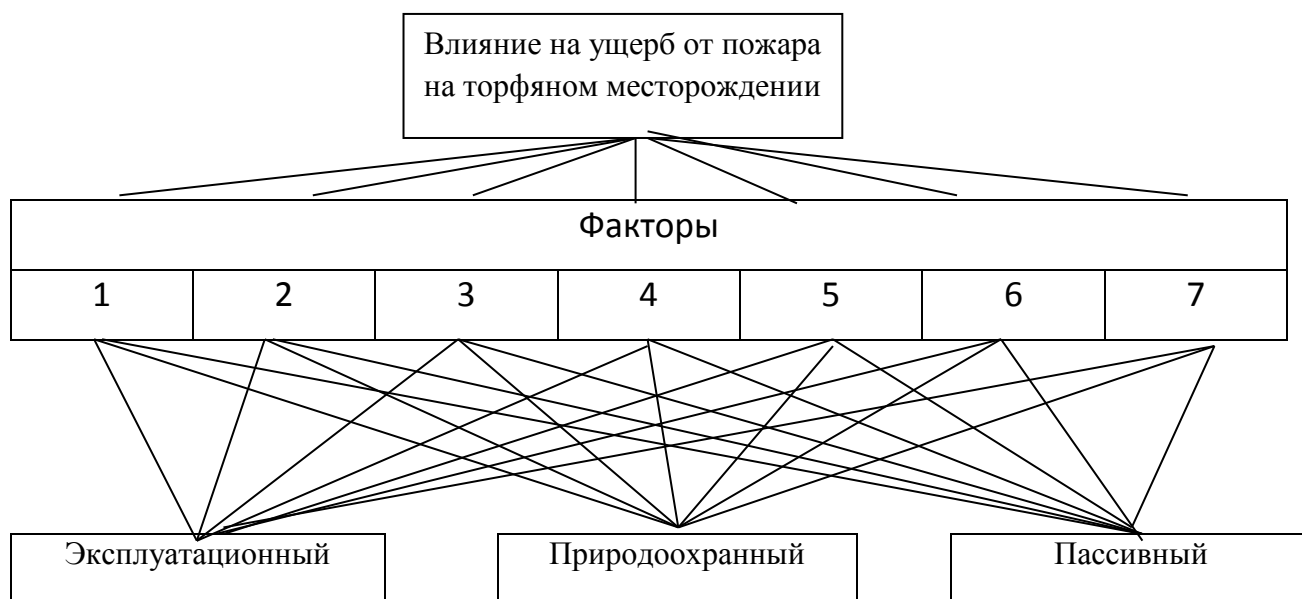 Влияние на ущерб от пожара
на торфяном месторождении
Факторы
1 2 3 4 5 6 7
Эксплуатационный Природоохранный Пассивный